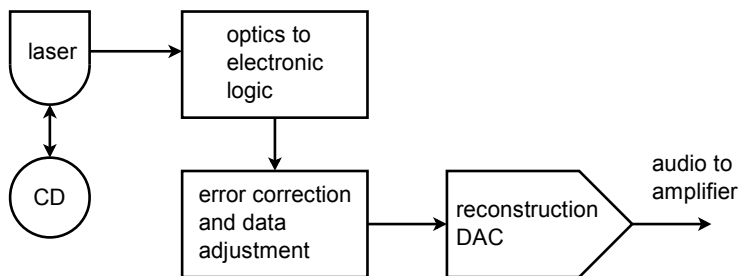 laser
optics to
electronic
logic
CD
error correction
and data
adjustment
reconstruction
DAC
audio to
amplifier